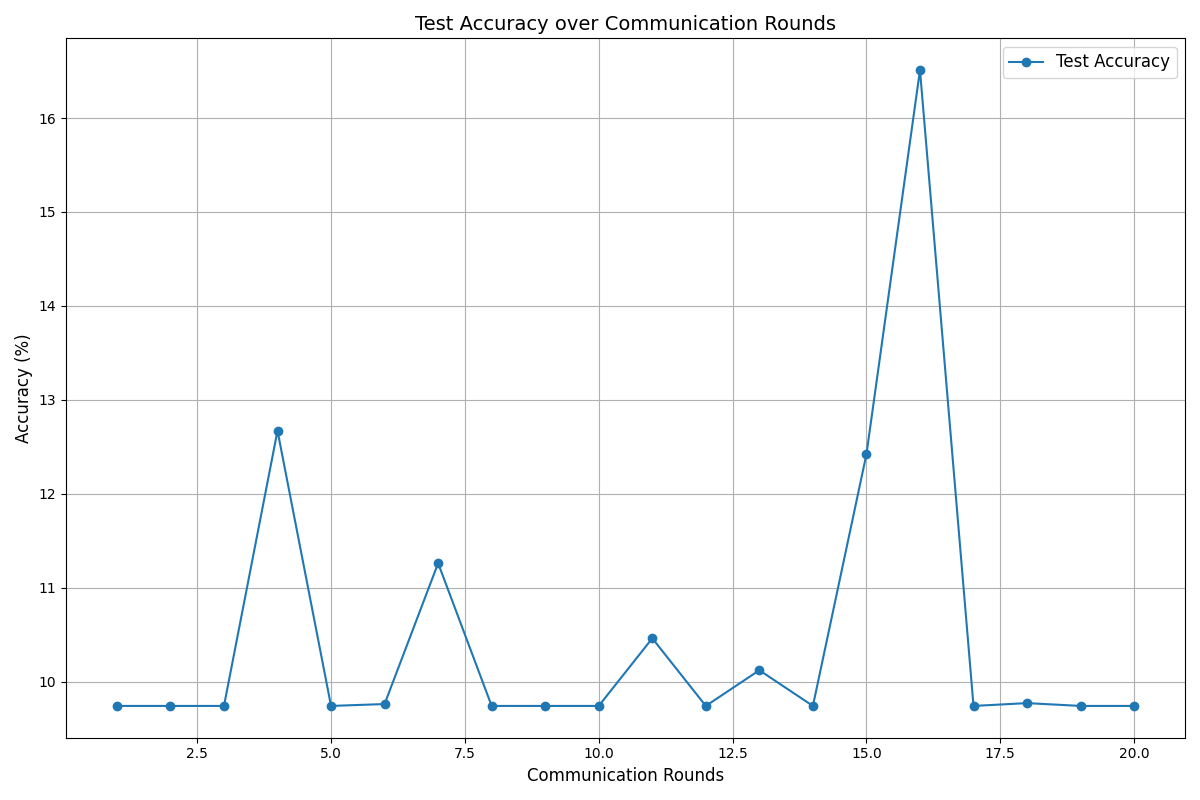 Test Accuracy over Communication Rounds
Test Accuracy
Accuracy (%)
16
15
14
13
12
11
10
2.5 5.0 7.5 10.0 12.5 15.0 17.5 20.0
Communication Rounds